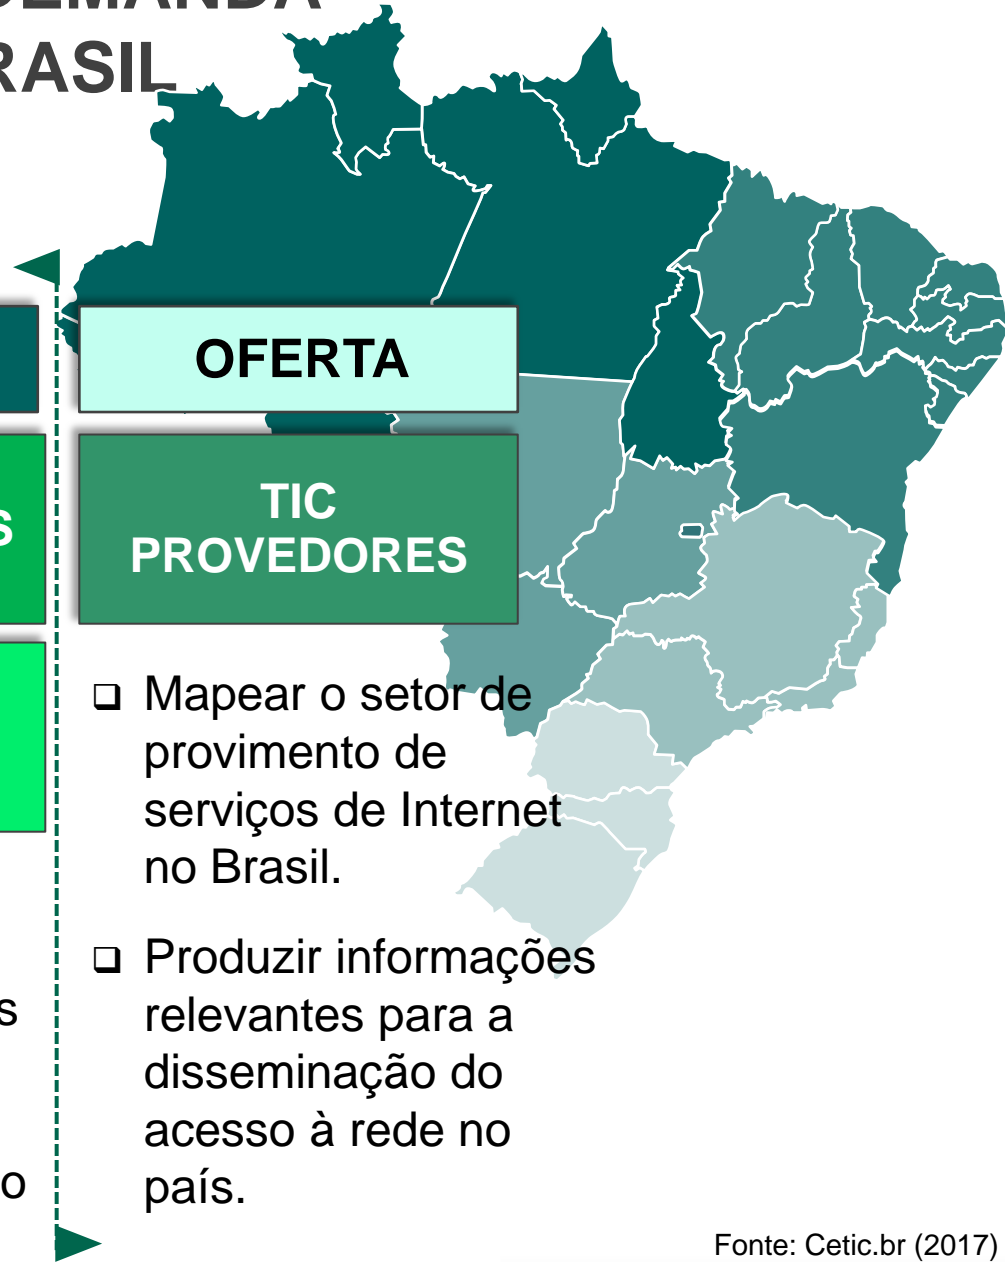 DEMANDA
RASIL
OFERTA
TIC
PROVEDORES
S
❑ Mapear o setor de
provimento de
serviços de Internet
no Brasil.
❑ Produzir informações
relevantes para a
disseminação do
acesso à rede no
país.
s
o
Fonte: Cetic.br (2017)